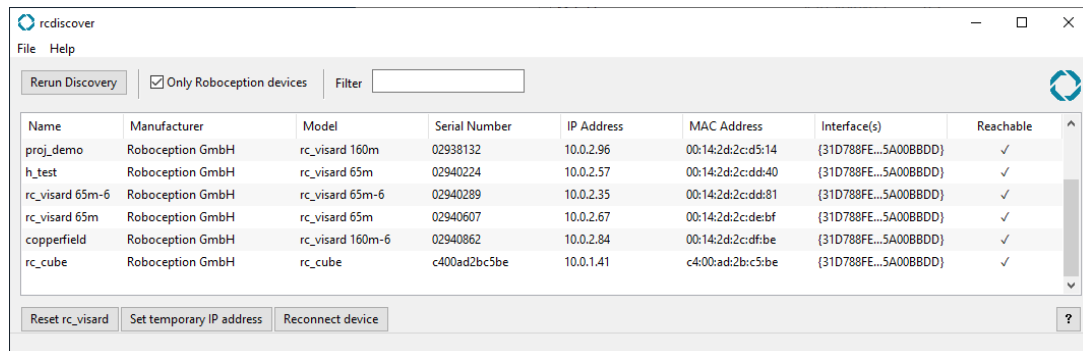 rcdiscover
File Help
Rerun Discovery Only Roboception devices Filter
Name Manufacturer Model Serial Number IP Address MAC Address Interface(s) Reachable
proj_demo Roboception GmbH rc_visard 160m 02938132 10.0.2.96 00:14:2d:2c:d5:14 {31D788FE...5A00BBDD} ✓
h_test Roboception GmbH rc_visard 65m 02940224 10.0.2.57 00:14:2d:2c:dd:40 {31D788FE...5A00BBDD} ✓
rc_visard 65m-6 Roboception GmbH rc_visard 65m-6 02940289 10.0.2.35 00:14:2d:2c:dd:81 {31D788FE...5A00BBDD} ✓
rc_visard 65m Roboception GmbH rc_visard 65m 02940607 10.0.2.67 00:14:2d:2c:de:bf {31D788FE...5A00BBDD} ✓
copperfield Roboception GmbH rc_visard 160m-6 02940862 10.0.2.84 00:14:2d:2c:df:be {31D788FE...5A00BBDD} ✓
rc_cube Roboception GmbH rc_cube c400ad2bc5be 10.0.1.41 c4:00:ad:2b:c5:be {31D788FE...5A00BBDD} ✓
Reset rc_visard Set temporary IP address Reconnect device ?